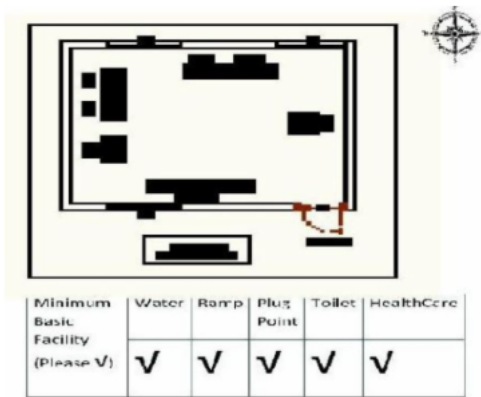 Minimum Basic Facility (Please √) Water Ramp Plug Point Toilet HealthCare
√ √ √ √ √